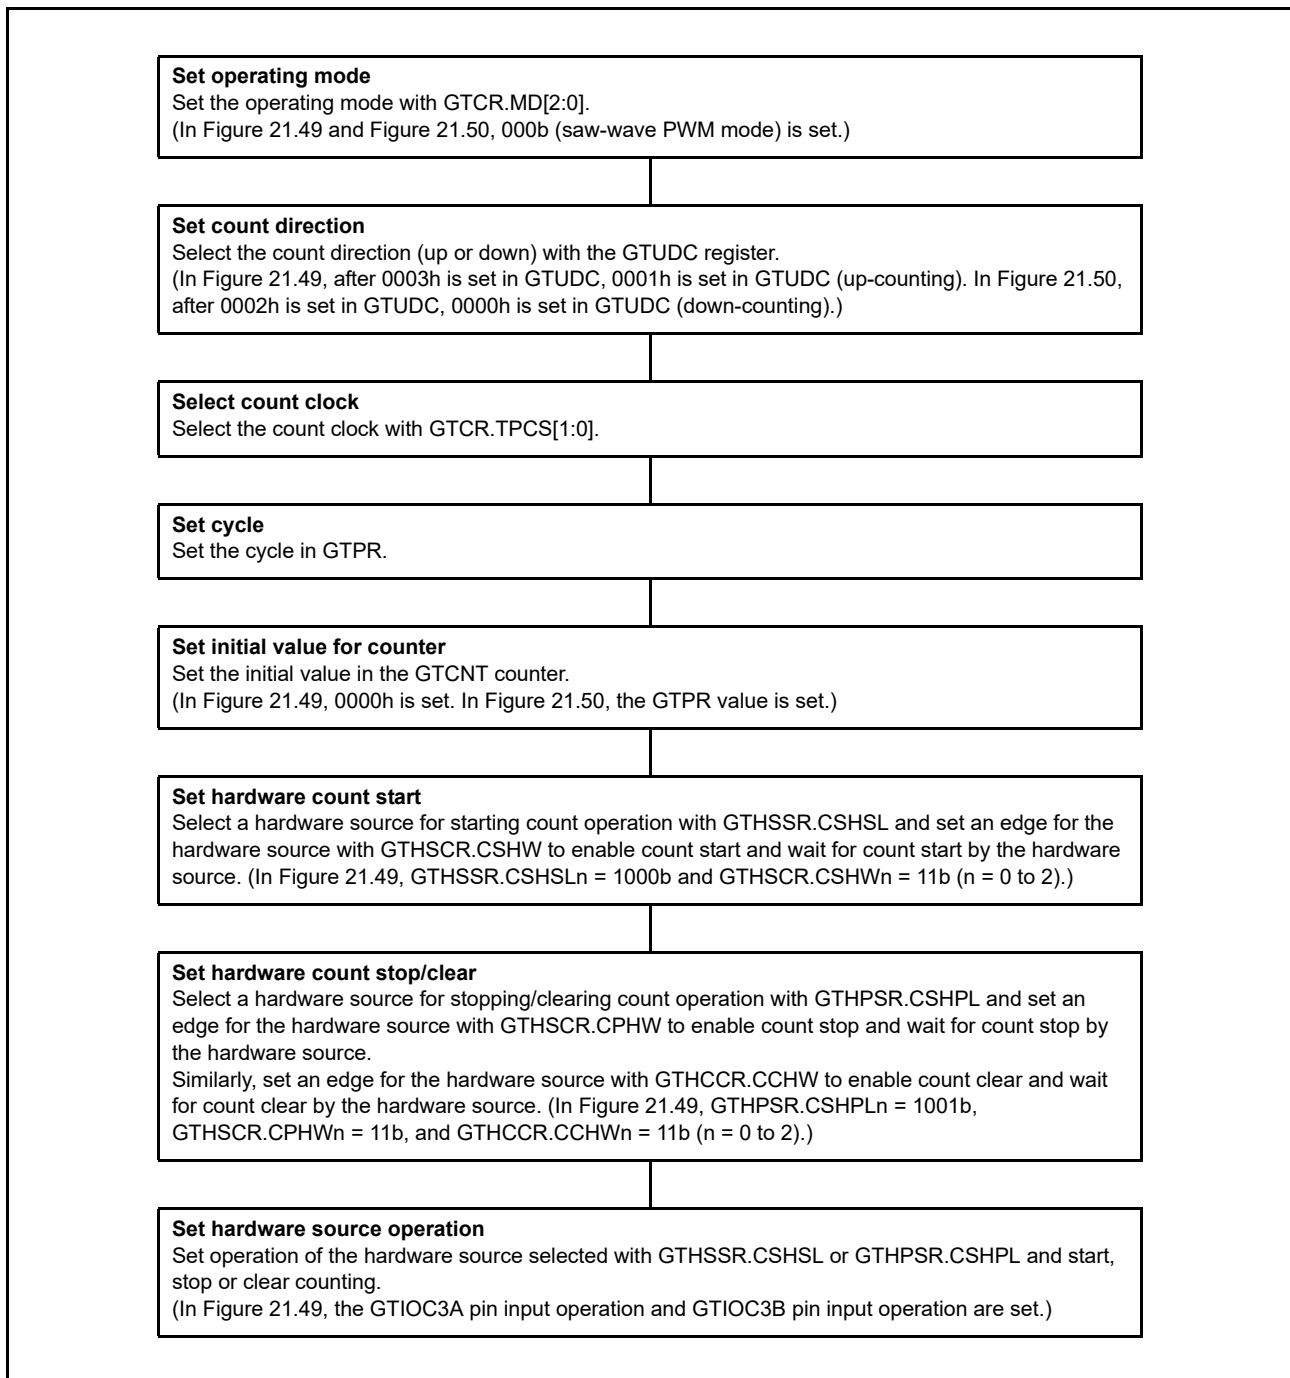 Set operating mode
Set the operating mode with GTCR.MD[2:0].
(In Figure 21.49 and Figure 21.50, 000b (saw-wave PWM mode) is set.)
Set count direction
Select the count direction (up or down) with the GTUDC register.
(In Figure 21.49, after 0003h is set in GTUDC, 0001h is set in GTUDC (up-counting). In Figure 21.50,
after 0002h is set in GTUDC, 0000h is set in GTUDC (down-counting).)
Select count clock
Select the count clock with GTCR.TPCS[1:0].
Set cycle
Set the cycle in GTPR.
Set initial value for counter
Set the initial value in the GTCNT counter.
(In Figure 21.49, 0000h is set. In Figure 21.50, the GTPR value is set.)
Set hardware count start
Select a hardware source for starting count operation with GTHSSR.CSHSL and set an edge for the
hardware source with GTHSCR.CSHW to enable count start and wait for count start by the hardware
source. (In Figure 21.49, GTHSSR.CSHSLn = 1000b and GTHSCR.CSHWn = 11b (n = 0 to 2).)
Set hardware count stop/clear
Select a hardware source for stopping/clearing count operation with GTHPSR.CSHPL and set an
edge for the hardware source with GTHSCR.CPHW to enable count stop and wait for count stop by
the hardware source.
Similarly, set an edge for the hardware source with GTHCCR.CCHW to enable count clear and wait
for count clear by the hardware source. (In Figure 21.49, GTHPSR.CSHPLn = 1001b,
GTHSCR.CPHWn = 11b, and GTHCCR.CCHWn = 11b (n = 0 to 2).)
Set hardware source operation
Set operation of the hardware source selected with GTHSSR.CSHSL or GTHPSR.CSHPL and start,
stop or clear counting.
(In Figure 21.49, the GTIOC3A pin input operation and GTIOC3B pin input operation are set.)